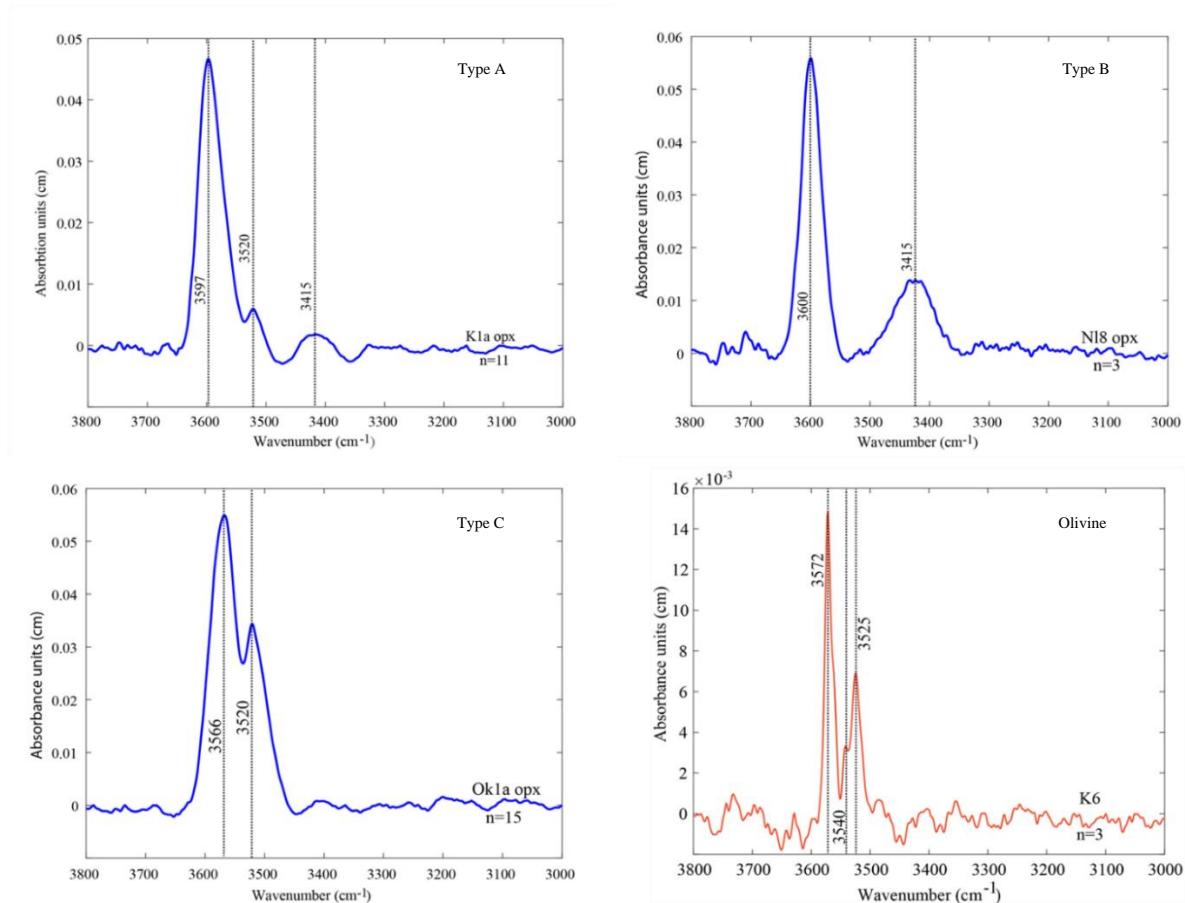 Type A
0.05
0.04
0.03
0.02
0.01
0
Absorbtion units (cm)
3597
3520
3415
K1a opx
n=11
3800 3700 3600 3500 3400 3300 3200 3100 3000
Wavenumber (cm-1)
Type B
0.06
0.05
0.04
0.03
0.02
0.01
0
Absorbance units (cm)
3600
3415
Nl8 opx
n=3
3800 3700 3600 3500 3400 3300 3200 3100 3000
Wavenumber (cm-1)
Type C
0.06
0.05
0.04
0.03
0.02
0.01
0
Absorbance units (cm)
3566
3520
Ok1a opx
n=15
3800 3700 3600 3500 3400 3300 3200 3100 3000
Wavenumber (cm-1)
×10-3
Olivine
16
14
12
10
8
6
4
2
0
Absorbance units (cm)
3572
3540
3525
K6
n=3
3800 3700 3600 3500 3400 3300 3200 3100 3000
Wavenumber (cm-1)